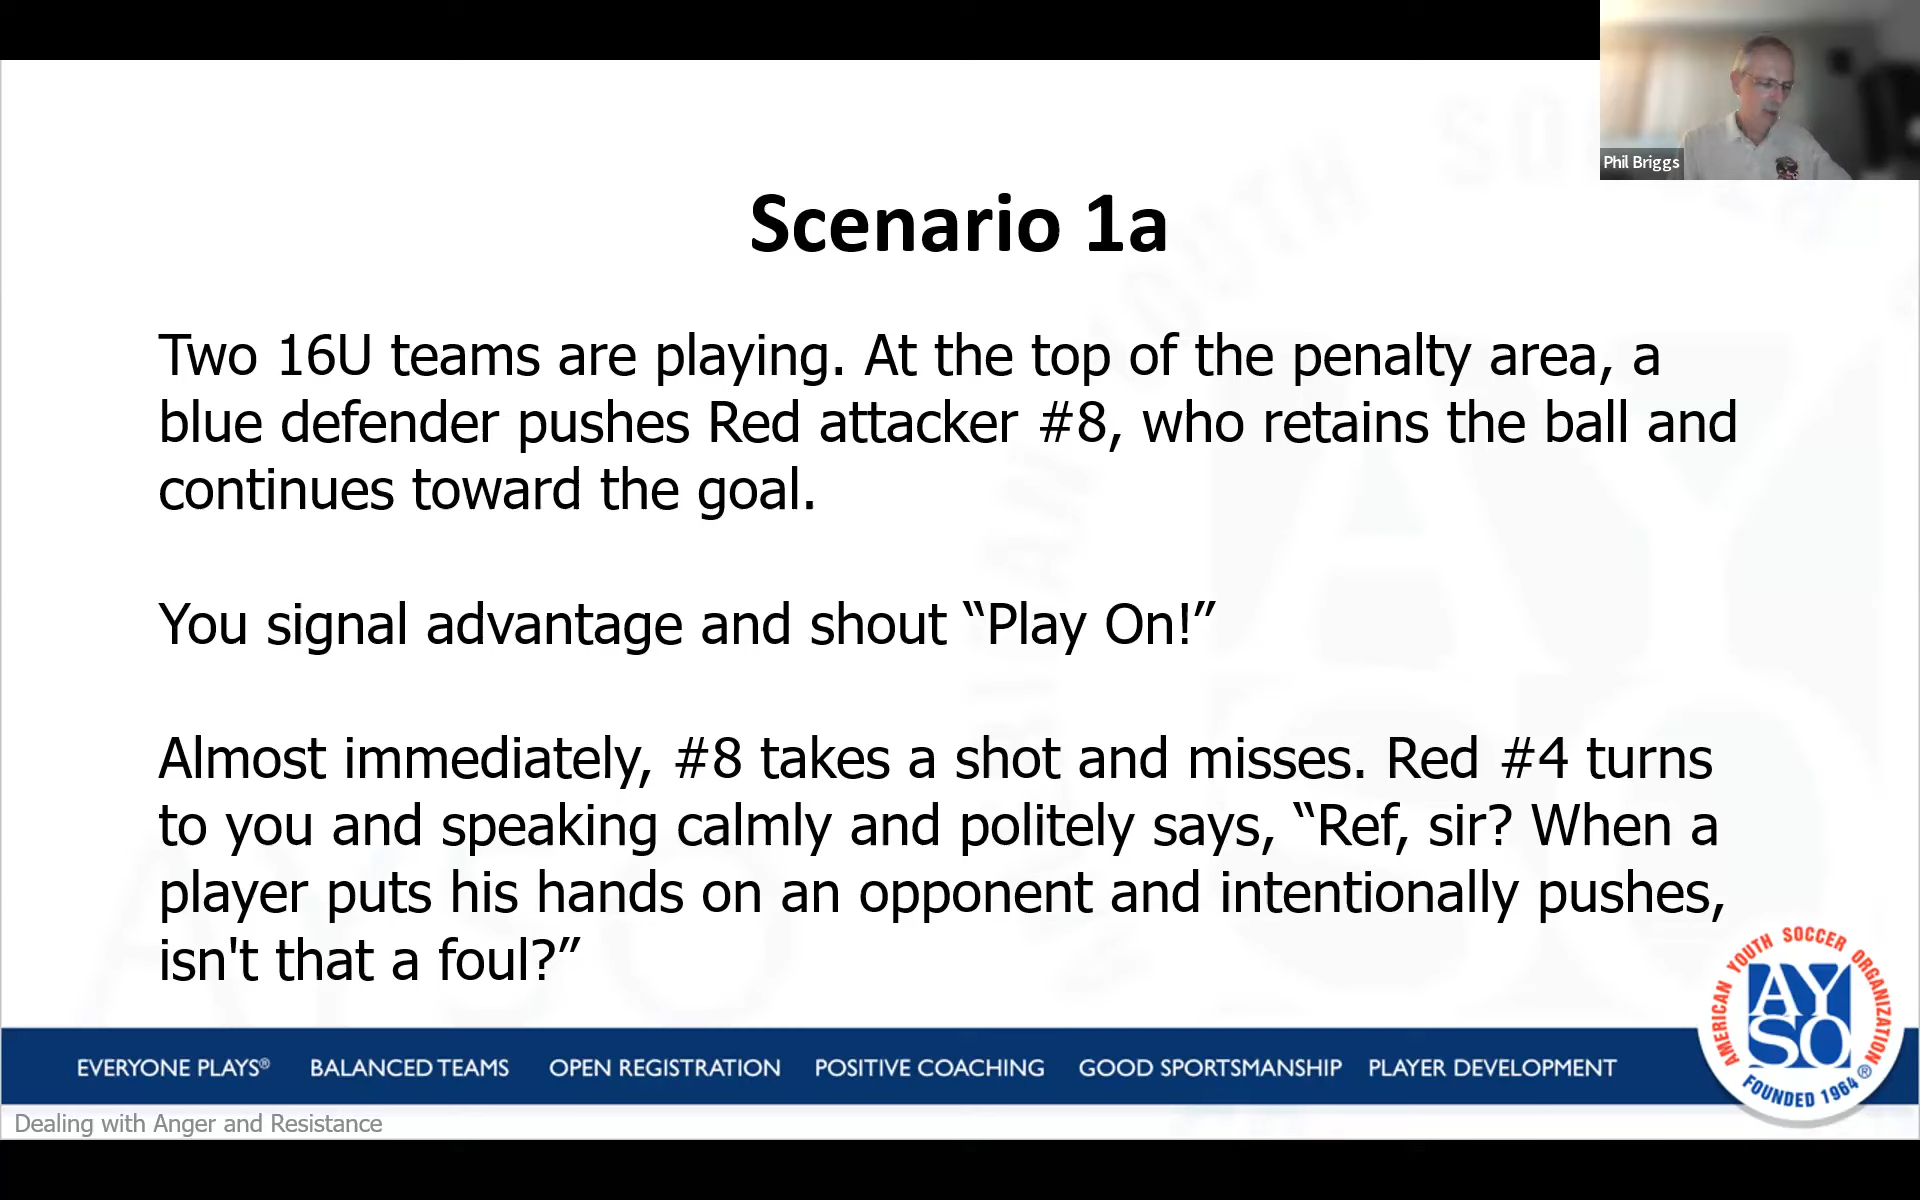 Phil Briggs
Scenario 1a
Two 16U teams are playing. At the top of the penalty area, a
blue defender pushes Red attacker #8, who retains the ball and
continues toward the goal.
You signal advantage and shout “Play On!”
Almost immediately, #8 takes a shot and misses. Red #4 turns
to you and speaking calmly and politely says, “Ref, sir? When a
player puts his hands on an opponent and intentionally pushes,
isn't that a foul?”
AMERICAN YOUTH SOCCER ORGANIZATION
AY
SO
®
FOUNDED 1964
EVERYONE PLAYS® BALANCED TEAMS OPEN REGISTRATION POSITIVE COACHING GOOD SPORTSMANSHIP PLAYER DEVELOPMENT
Dealing with Anger and Resistance